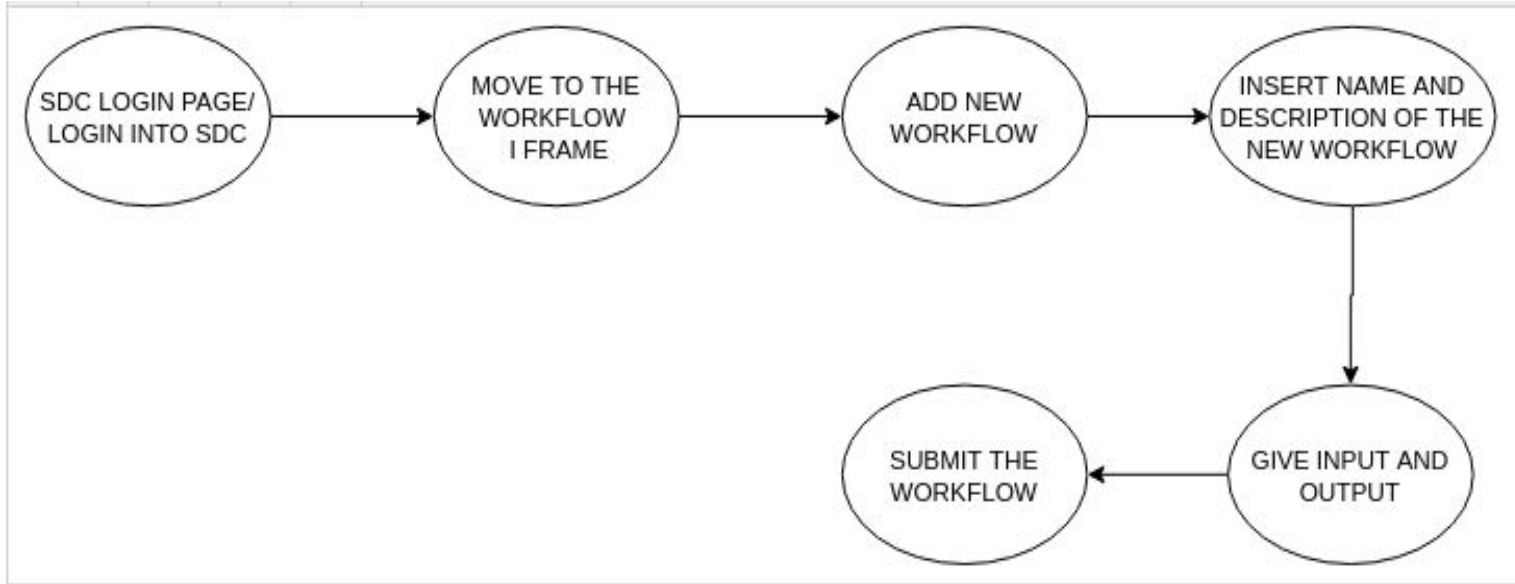 SDC LOGIN PAGE/
LOGIN INTO SDC
MOVE TO THE
WORKFLOW
I FRAME
ADD NEW
WORKFLOW
INSERT NAME AND
DESCRIPTION OF THE
NEW WORKFLOW
GIVE INPUT AND
OUTPUT
SUBMIT THE
WORKFLOW